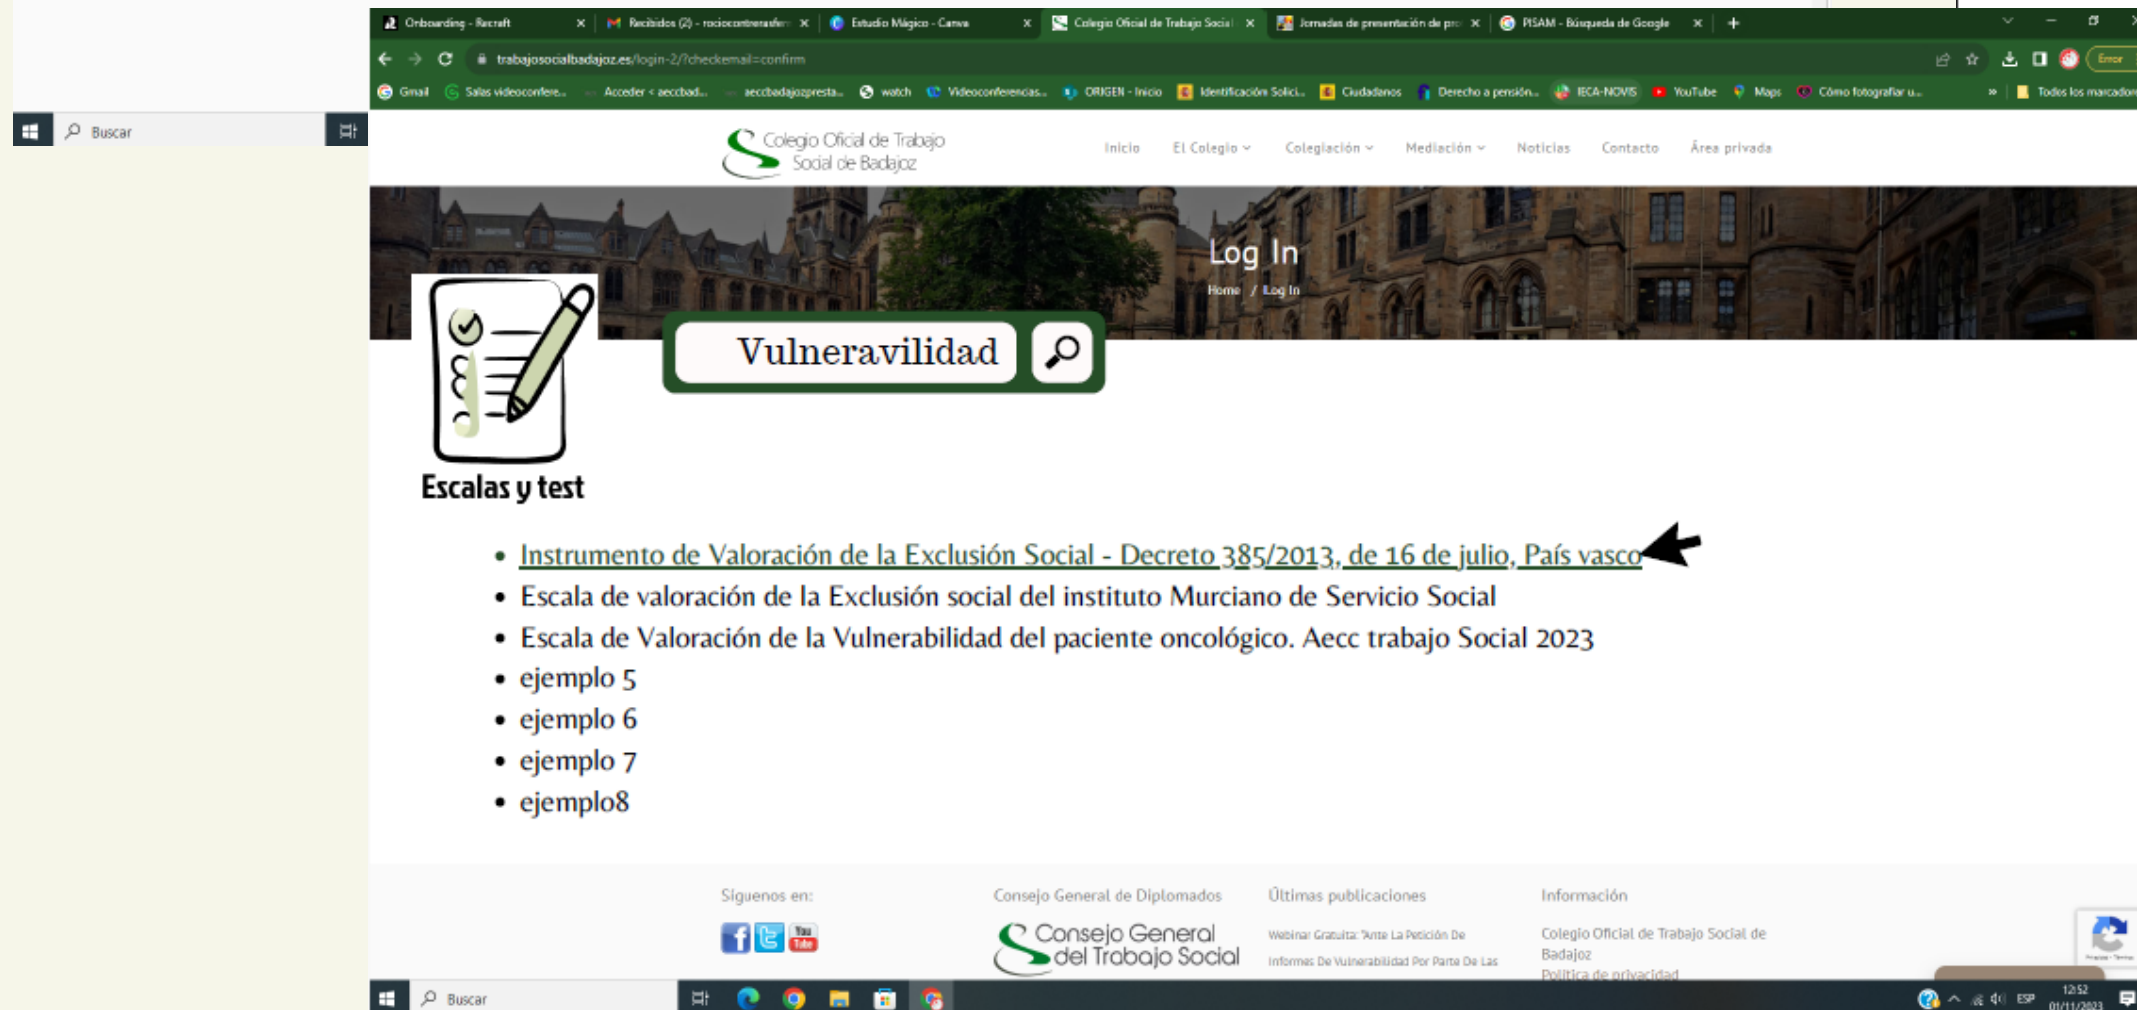 Onboarding - Recraft
Recibidos (2) - rociocontrerasfern
Estudio Mágico - Canva
Colegio Oficial de Trabajo Social
Jornadas de presentación de pro
PISAM - Búsqueda de Google
trabajosocialbadajoz.es/login-2/?checkemail=confirm
Error
Gmail
Salas videoconfere...
Acceder < aeccbad...
aeccbadajozpresta...
watch
Videoconferencias...
ORIGEN - Inicio
Identificación Solici...
Ciudadanos
Derecho a pensión...
IECA-NOVIS
YouTube
Maps
Cómo fotografiar u...
»
Todos los marcadore
Buscar
Colegio Oficial de Trabajo
Social de Badajoz
Inicio El Colegio Colegiación Mediación Noticias Contacto Área privada
Log In
Home / Log In
Vulneravilidad
Escalas y test
• Instrumento de Valoración de la Exclusión Social - Decreto 385/2013, de 16 de julio, País vasco
• Escala de valoración de la Exclusión social del instituto Murciano de Servicio Social
• Escala de Valoración de la Vulnerabilidad del paciente oncológico. Aecc trabajo Social 2023
• ejemplo 5
• ejemplo 6
• ejemplo 7
• ejemplo8
Síguenos en:
You
Tube
Consejo General de Diplomados
Consejo General
del Trabajo Social
Últimas publicaciones
Webinar Gratuita: "Ante La Petición De
Informes De Vulnerabilidad Por Parte De Las
Información
Colegio Oficial de Trabajo Social de
Badajoz
Política de privacidad
Buscar
ESP
12:52
01/11/2023